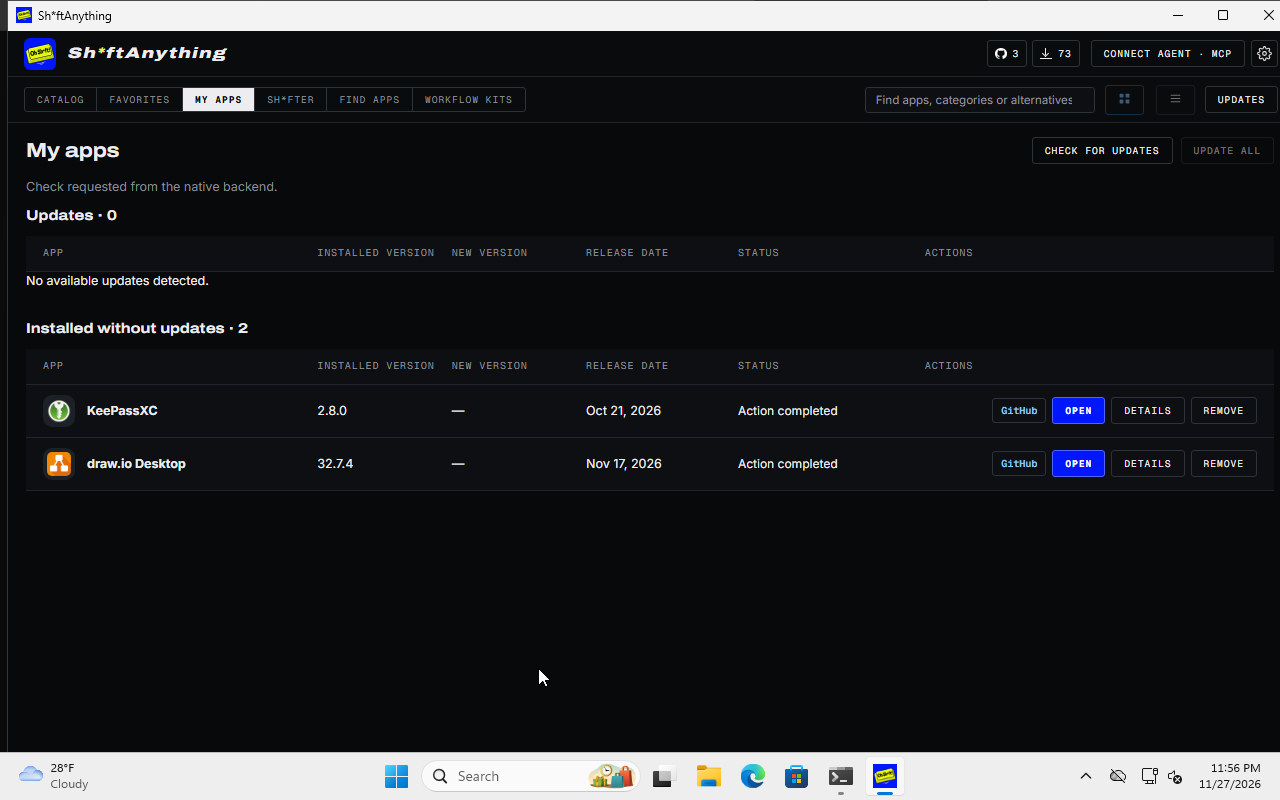 Sh*ftAnything
Oh Sh*ft! Sh*ftAnything 3 73 CONNECT AGENT · MCP
CATALOG FAVORITES MY APPS SH*FTER FIND APPS WORKFLOW KITS Find apps, categories or alternatives UPDATES
My apps CHECK FOR UPDATES UPDATE ALL
Check requested from the native backend.
Updates · 0
APP INSTALLED VERSION NEW VERSION RELEASE DATE STATUS ACTIONS
No available updates detected.
Installed without updates · 2
APP INSTALLED VERSION NEW VERSION RELEASE DATE STATUS ACTIONS
KeePassXC 2.8.0 — Oct 21, 2026 Action completed GitHub OPEN DETAILS REMOVE
draw.io Desktop 32.7.4 — Nov 17, 2026 Action completed GitHub OPEN DETAILS REMOVE
28°F
Cloudy
Search
11:56 PM
11/27/2026